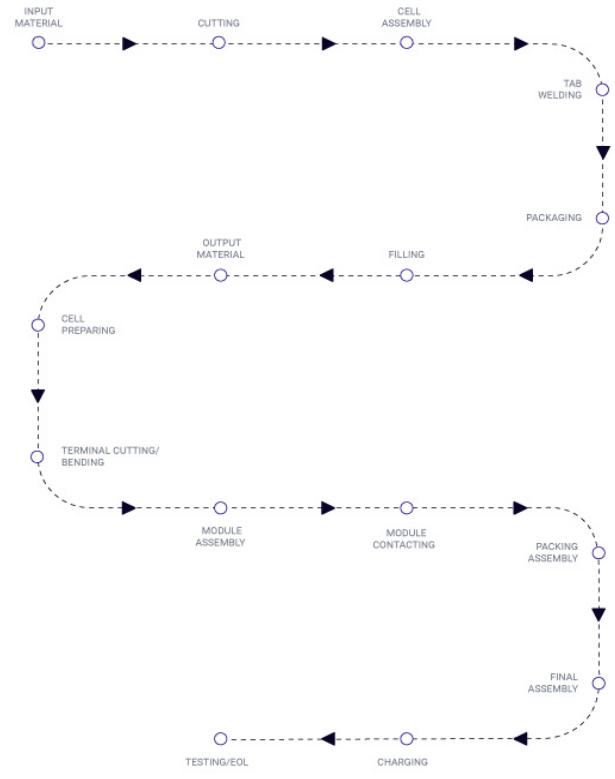 INPUT
MATERIAL
CUTTING
CELL
ASSEMBLY
TAB
WELDING
PACKAGING
FILLING
OUTPUT
MATERIAL
CELL
PREPARING
TERMINAL CUTTING/
BENDING
MODULE
ASSEMBLY
MODULE
CONTACTING
PACKING
ASSEMBLY
FINAL
ASSEMBLY
CHARGING
TESTING/EOL